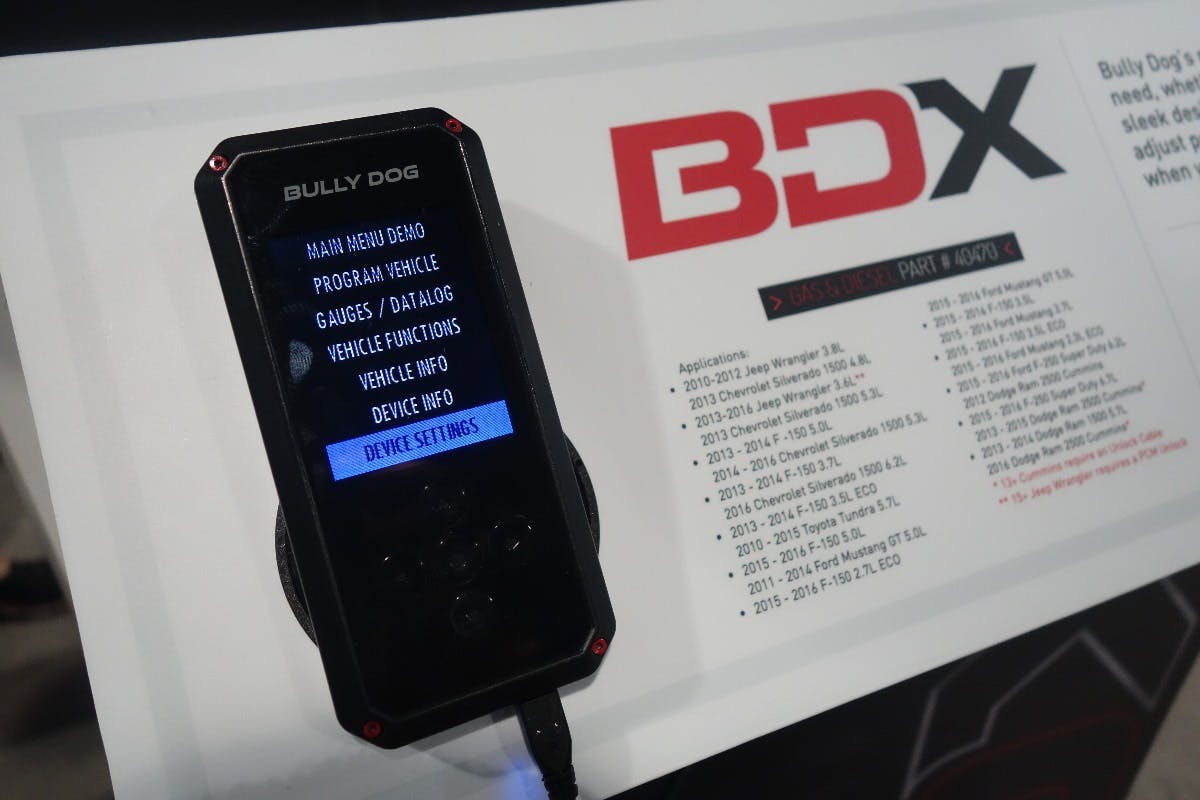 BULLY DOG
MAIN MENU DEMO
PROGRAM VEHICLE
GAUGES / DATALOG
VEHICLE FUNCTIONS
VEHICLE INFO
DEVICE INFO
DEVICE SETTINGS
BDX
> GAS & DIESEL PART # 40470 <
Applications:
• 2010-2012 Jeep Wrangler 3.8L
2013 Chevrolet Silverado 1500 4.8L
• 2013-2016 Jeep Wrangler 3.6L**
2013 Chevrolet Silverado 1500 5.3L
• 2013 - 2014 F -150 5.0L
2014 - 2016 Chevrolet Silverado 1500 5.3L
• 2013 - 2014 F-150 3.7L
2016 Chevrolet Silverado 1500 6.2L
• 2013 - 2014 F-150 3.5L ECO
2010 - 2015 Toyota Tundra 5.7L
• 2015 - 2016 F-150 5.0L
2011 - 2014 Ford Mustang GT 5.0L
• 2015 - 2016 F-150 2.7L ECO
2015 - 2016 Ford Mustang GT 5.0L
• 2015 - 2016 F-150 3.5L
2015 - 2016 Ford Mustang 3.7L
• 2015 - 2016 F-150 3.5L ECO
2015 - 2016 Ford Mustang 2.3L ECO
• 2015 - 2016 Ford F-250 Super Duty 6.2L
2012 Dodge Ram 2500 Cummins
• 2015 - 2016 F-250 Super Duty 6.7L
2013 - 2015 Dodge Ram 2500 Cummins*
• 2013 - 2014 Dodge Ram 1500 5.7L
2016 Dodge Ram 2500 Cummins*
* 13+ Cummins require an Unlock Cable
** 15+ Jeep Wrangler requires a PCM Unlock
Bully Dog's
need,
sleek
adjust
when